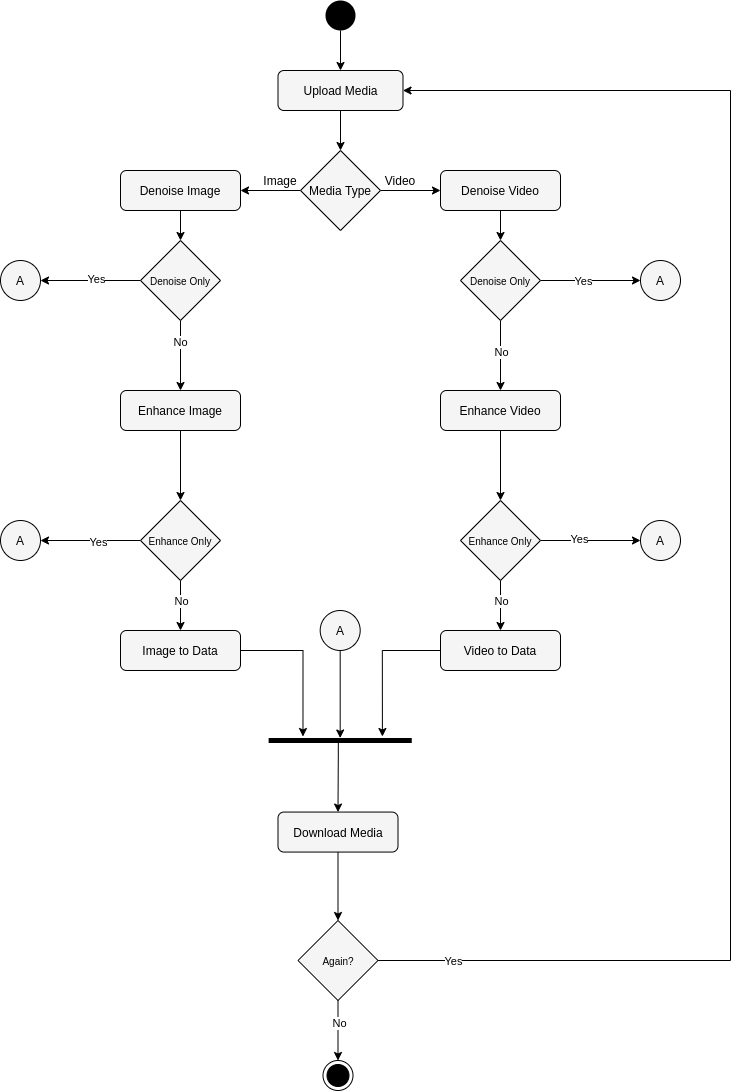 Upload Media
Image
Video
Denoise Image
Media Type
Denoise Video
A
Yes
Denoise Only
Denoise Only
Yes
A
No
No
Enhance Image
Enhance Video
A
Yes
Enhance Only
Enhance Only
Yes
A
No
No
A
Image to Data
Video to Data
Download Media
Again?
Yes
No